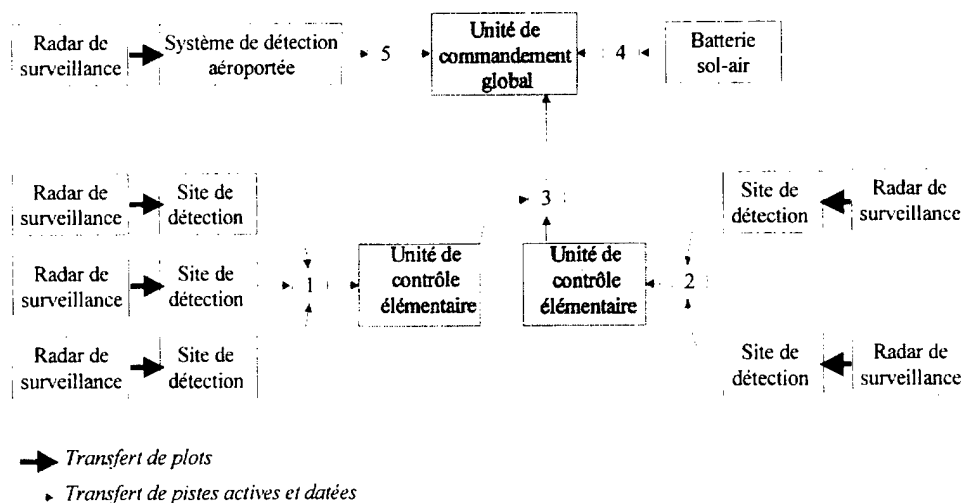 Radar de
surveillance
Système de détection
aéroportée
5
Unité de
commandement
global
4
Batterie
sol-air
Radar de
surveillance
Site de
détection
3
Site de
détection
Radar de
surveillance
Radar de
surveillance
Site de
détection
1
Unité de
contrôle
élémentaire
Unité de
contrôle
élémentaire
2
Radar de
surveillance
Site de
détection
Site de
détection
Radar de
surveillance
Transfert de plots
Transfert de pistes actives et datées